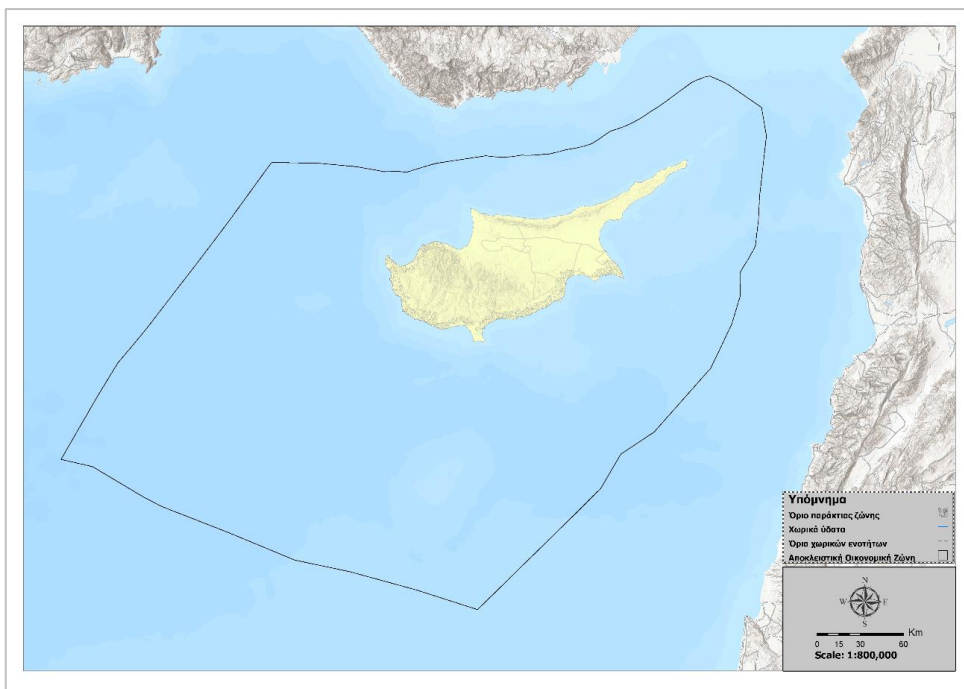 Υπόμνημα
Όριο παράκτιας ζώνης
Χωρικά ύδατα
Όρια χωρικών ενοτήτων
Αποκλειστική Οικονομική Ζώνη
N
W E
S
Km
0 15 30 60
Scale: 1:800,000